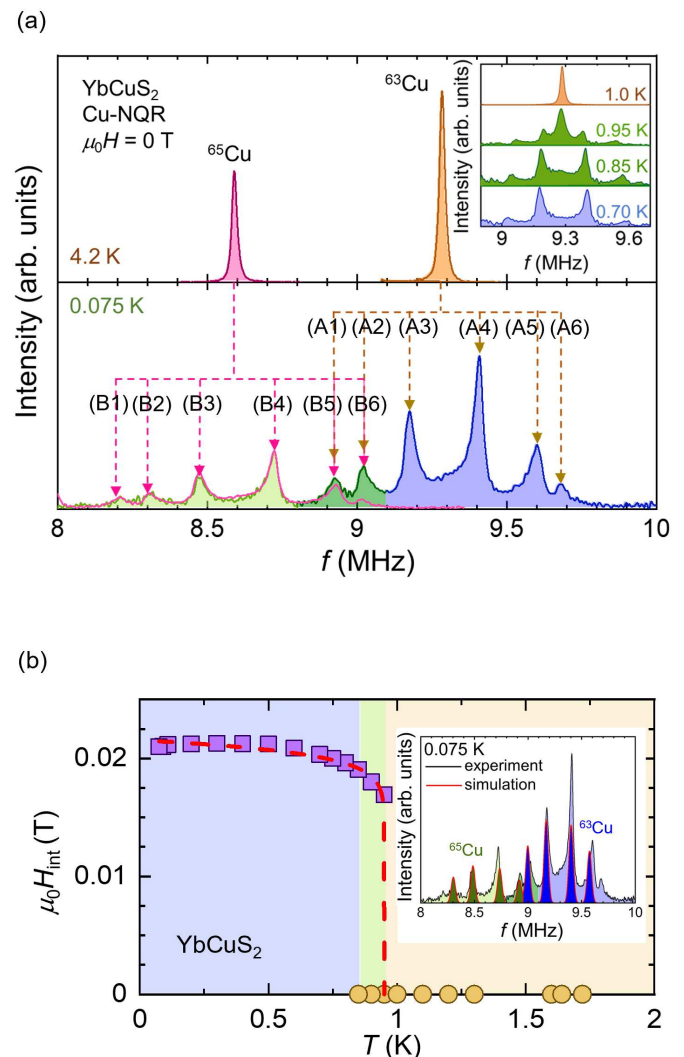 (a)
YbCuS₂
Cu-NQR
μ₀H = 0 T
⁶⁵Cu
⁶³Cu
4.2 K
Intensity (arb. units)
1.0 K
0.95 K
0.85 K
0.70 K
9 9.3 9.6
f (MHz)
Intensity (arb. units)
0.075 K
(A1) (A2) (A3) (A4) (A5) (A6)
(B1) (B2) (B3) (B4) (B5) (B6)
8 8.5 9 9.5 10
f (MHz)
(b)
μ₀H_int (T)
0.02
0.01
0
YbCuS₂
Intensity (arb. units)
0.075 K
experiment
simulation
⁶⁵Cu
⁶³Cu
8 8.5 9 9.5 10
f (MHz)
0 0.5 1 1.5 2
T (K)